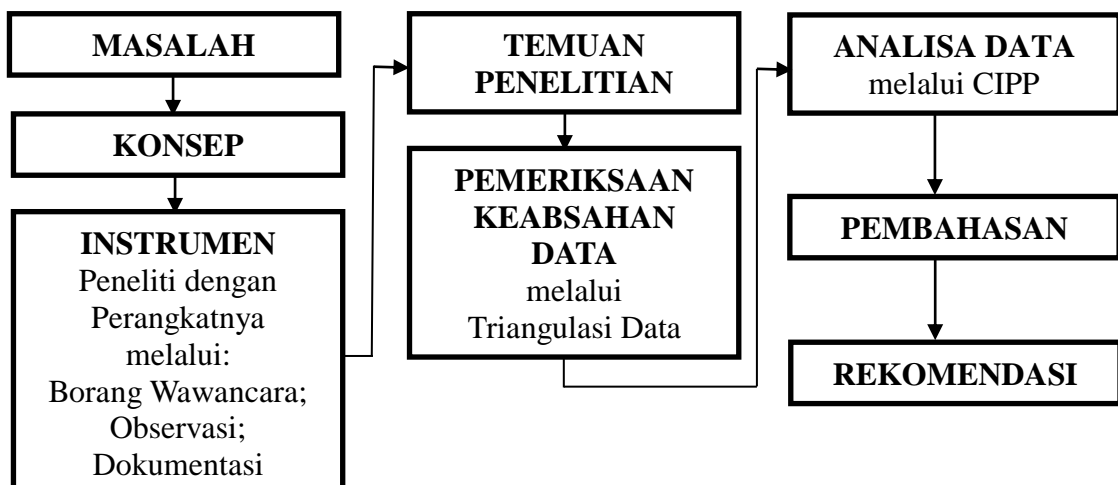 MASALAH
KONSEP
INSTRUMEN
Peneliti dengan
Perangkatnya
melalui:
Borang Wawancara;
Observasi;
Dokumentasi
TEMUAN
PENELITIAN
PEMERIKSAAN
KEABSAHAN
DATA
melalui
Triangulasi Data
ANALISA DATA
melalui CIPP
PEMBAHASAN
REKOMENDASI